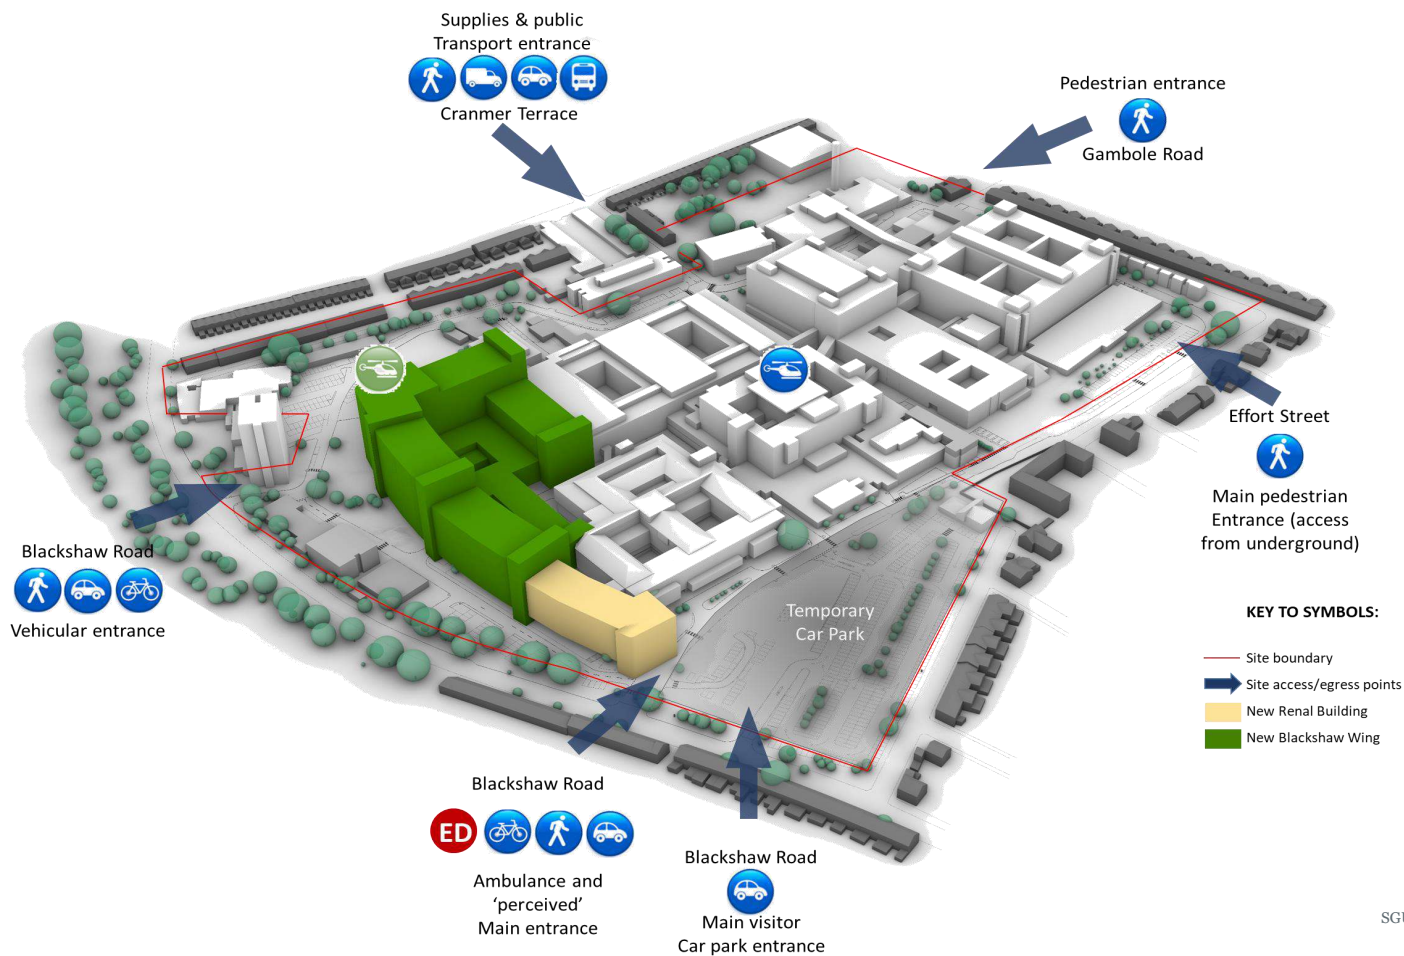 Supplies & public
Transport entrance
Cranmer Terrace
Pedestrian entrance
Gambole Road
Effort Street
Main pedestrian
Entrance (access
from underground)
Blackshaw Road
Vehicular entrance
Temporary
Car Park
KEY TO SYMBOLS:
Site boundary
Site access/egress points
New Renal Building
New Blackshaw Wing
Blackshaw Road
ED
Ambulance and
‘perceived’
Main entrance
Blackshaw Road
Main visitor
Car park entrance